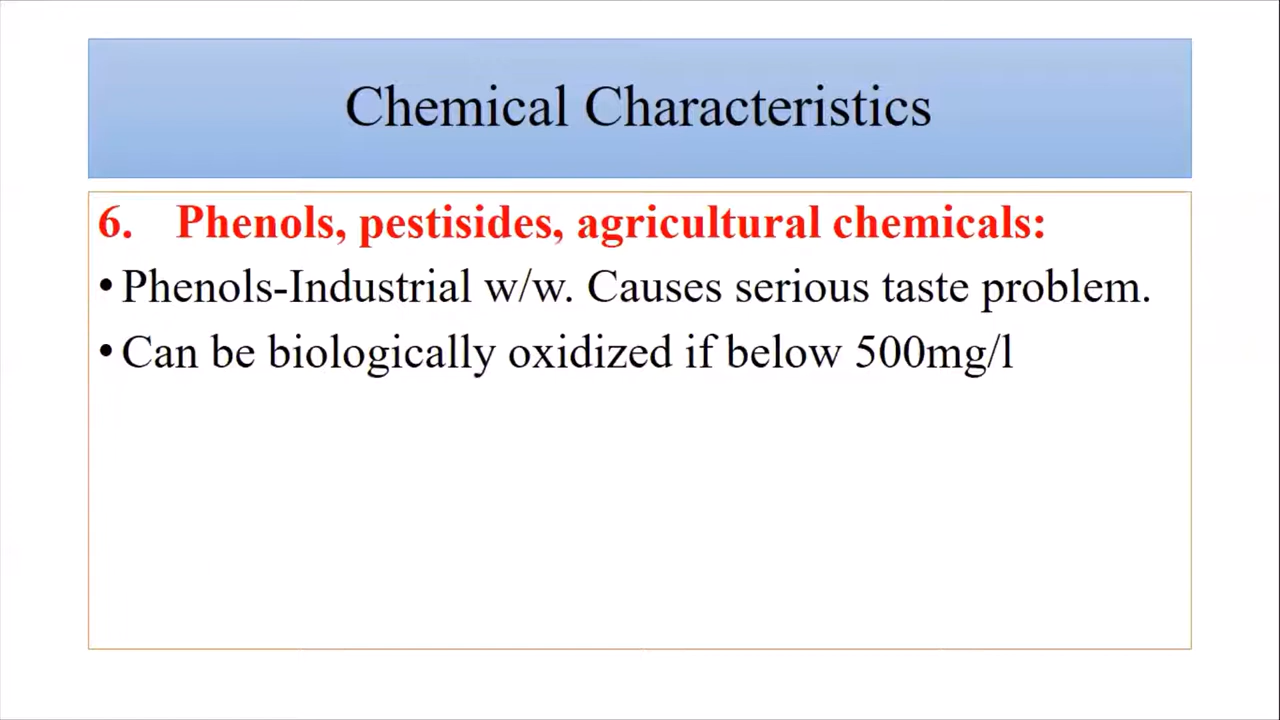 Chemical Characteristics
6. Phenols, pestisides, agricultural chemicals:
• Phenols-Industrial w/w. Causes serious taste problem.
• Can be biologically oxidized if below 500mg/l